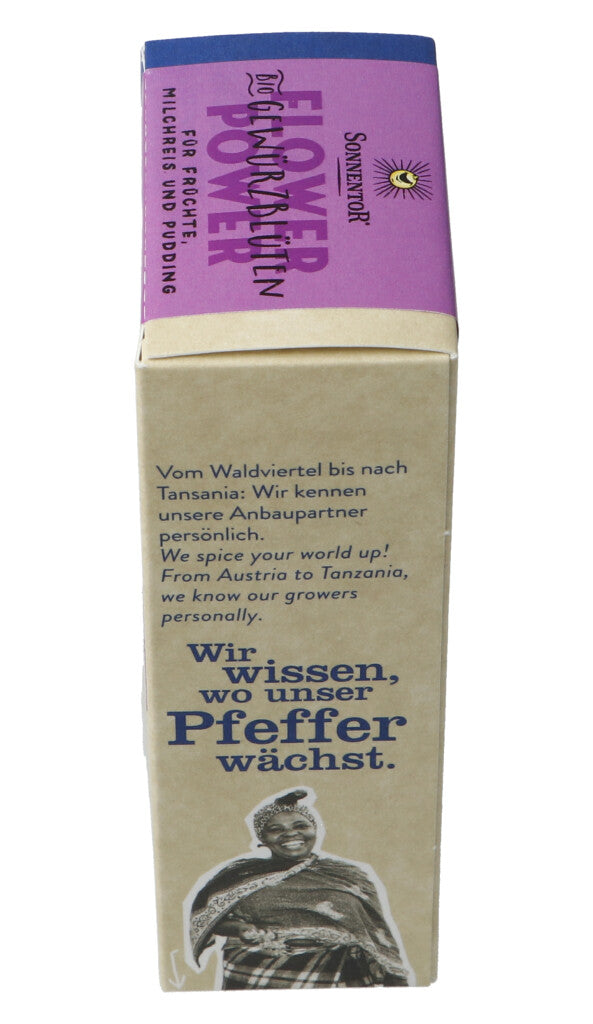 SONNENTOR®
FLOWER
POWER
BIO GEWÜRZBLÜTEN
FÜR FRÜCHTE,
MILCHREIS UND PUDDING
Vom Waldviertel bis nach
Tansania: Wir kennen
unsere Anbaupartner
persönlich.
We spice your world up!
From Austria to Tanzania,
we know our growers
personally.
Wir
wissen,
wo unser
Pfeffer
wächst.